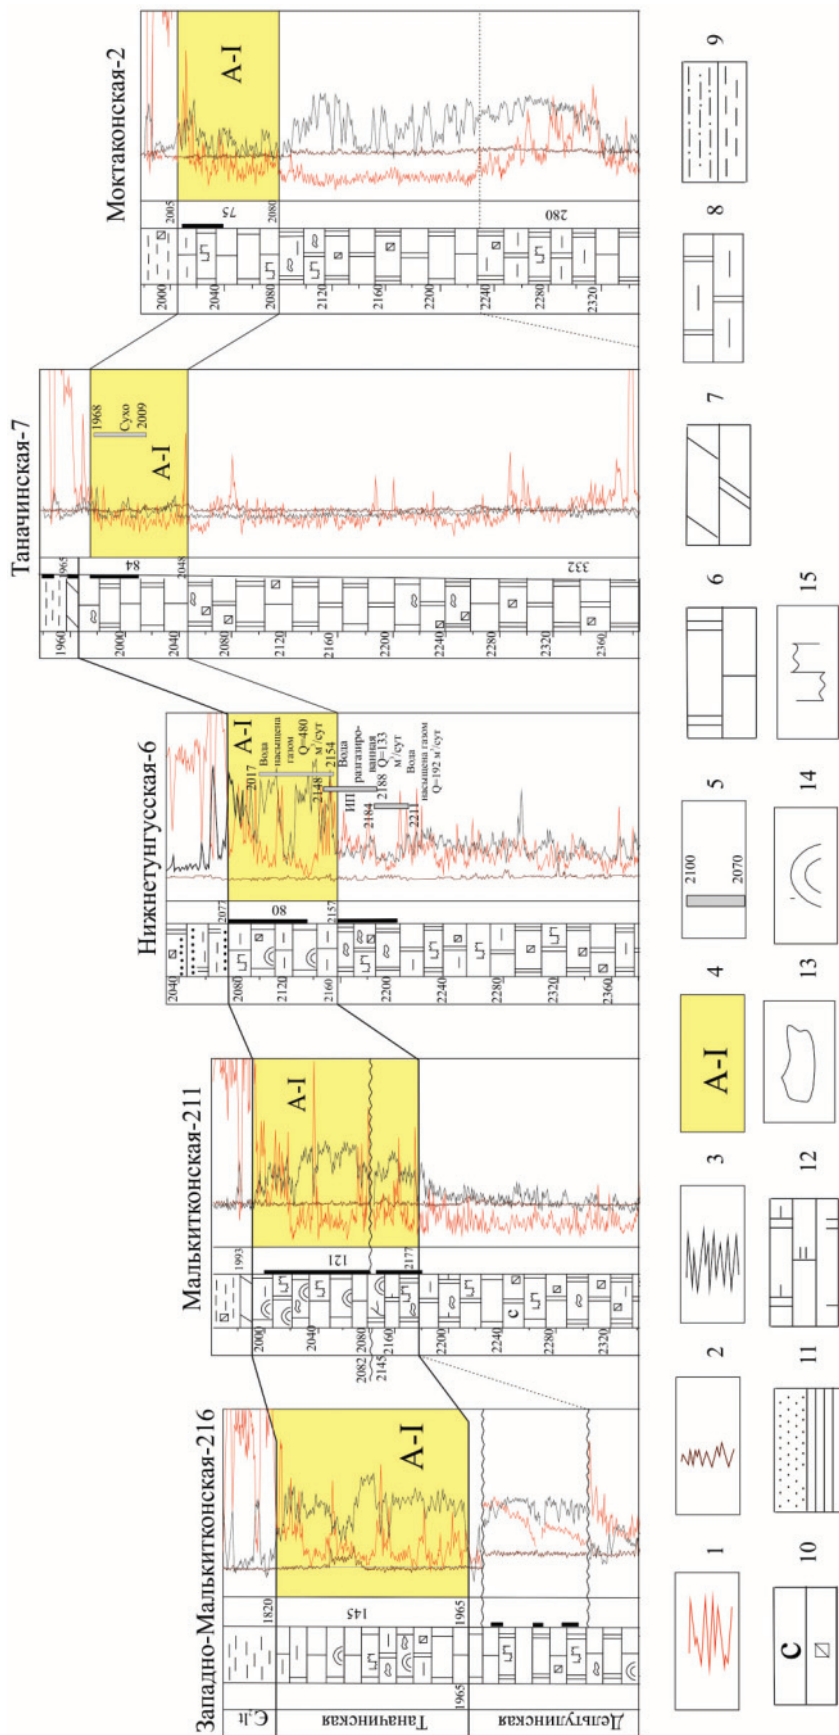 Западно-Малькитконская-216
Є₂lt
Таначинская
Дельтулинская
1965
1820
145
1965
А-I
Малькитконская-211
2000
2040
2080
2082
2145
2160
2200
2240
2280
2320
с
1993
121
2177
А-I
Нижнетунгусская-6
2040
2080
2120
2160
2200
2240
2280
2320
2360
2077
80
2157
А-I
2017
Вода
насыщена
газом
Q=480
м³/сут
2148
2154
ИП
Вода
разгазиро-
ванная
Q=133
м³/сут
2184
2188
2211
Вода
насыщена газом
Q=192 м³/сут
Таначинская-7
1960
2000
2040
2080
2120
2160
2200
2240
2280
2320
2360
1965
84
2048
332
1968
Сухо
2009
А-I
Моктаконская-2
2000
2040
2080
2120
2160
2200
2240
2280
2320
2005
75
2080
280
А-I
1
2
3
А-I
4
2100
2070
5
6
7
8
9
с
10
11
12
13
14
15